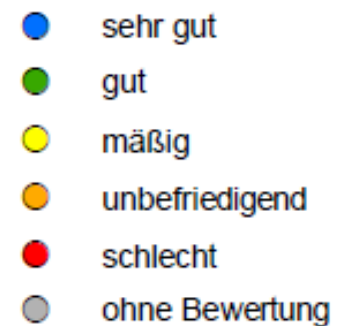 sehr gut
gut
mäßig
unbefriedigend
schlecht
ohne Bewertung